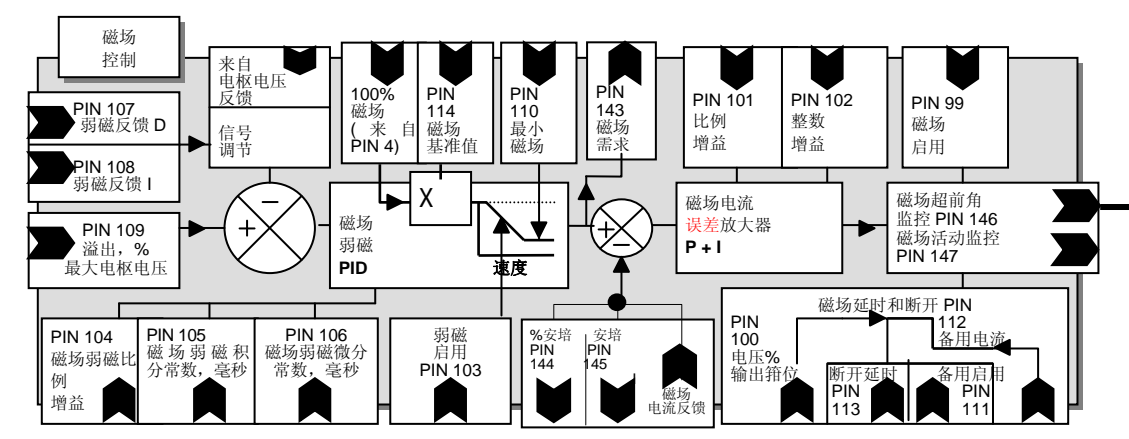 磁场
控制
来自
电枢电压
反馈
信号
调节
100%
磁场
( 来 自
PIN 4)
PIN
114
磁场
基准值
PIN
110
最小
磁场
PIN
143
磁场
需求
PIN 101
比例
增益
PIN 102
整数
增益
PIN 99
磁场
启用
PIN 107
弱磁反馈 D
PIN 108
弱磁反馈 I
PIN 109
溢出，%
最大电枢电压
−
+
磁场
弱磁
PID
X
速度
+
−
磁场电流
误差放大器
P + I
磁场超前角
监控 PIN 146
磁场活动监控
PIN 147
PIN 104
磁场弱磁比
例
增益
PIN 105
磁场弱磁积
分常数，毫秒
PIN 106
磁场弱磁微分
常数，毫秒
弱磁
启用
PIN 103
%安培
PIN
144
安培
PIN
145
磁场
电流反馈
磁场延时和断开 PIN
112
备用电流
PIN
100
电压%
输出箝位
断开延时
PIN
113
备用启用
PIN
111